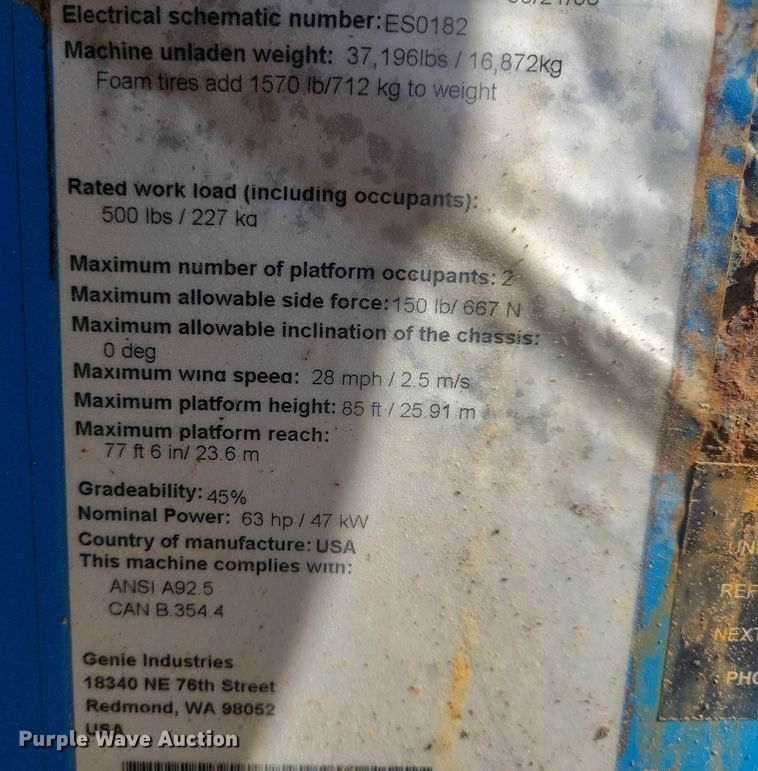 Electrical schematic number: ES0182
Machine unladen weight: 37,196lbs / 16,872kg
Foam tires add 1570 lb/712 kg to weight
Rated work load (including occupants):
500 lbs / 227 kg
Maximum number of platform occupants: 2
Maximum allowable side force: 150 lb/ 667 N
Maximum allowable inclination of the chassis:
0 deg
Maximum wind speed: 28 mph / 2.5 m/s
Maximum platform height: 85 ft / 25.91 m
Maximum platform reach:
77 ft 6 in/ 23.6 m
Gradeability: 45%
Nominal Power: 63 hp / 47 kW
Country of manufacture: USA
This machine complies with:
ANSI A92.5
CAN B.354.4
Genie Industries
18340 NE 76th Street
Redmond, WA 98052
USA
UNI
REF
NEXT
PHO
Purple Wave Auction